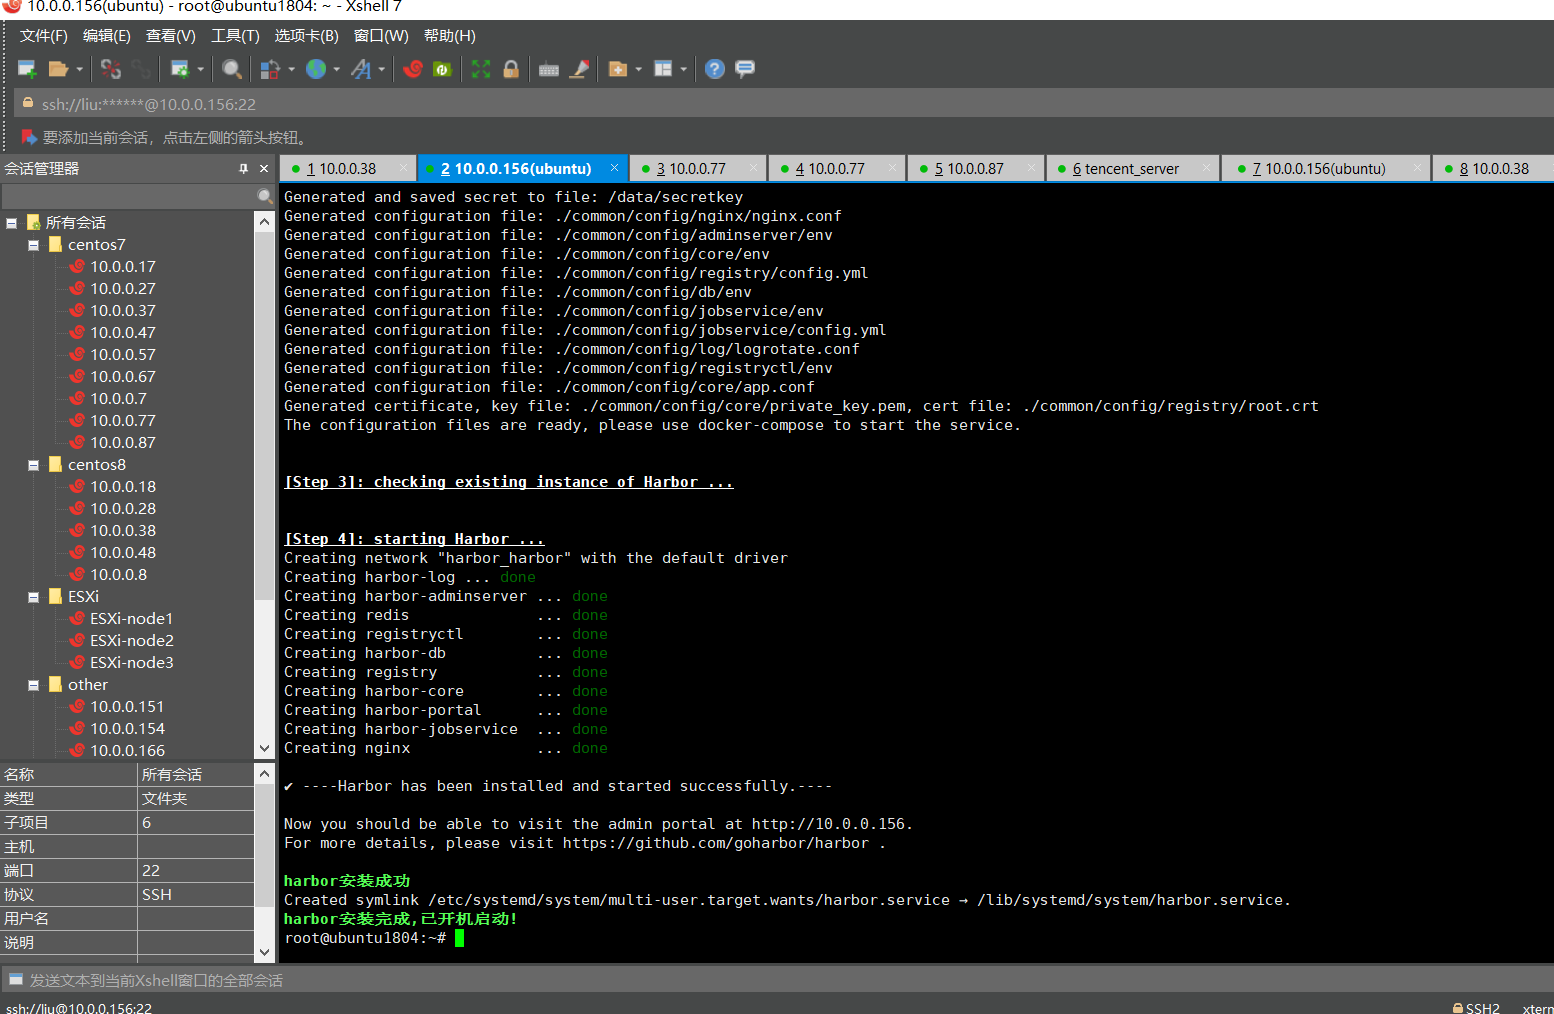 10.0.0.156(ubuntu) - root@ubuntu1804: ~ - Xshell 7
文件(F) 编辑(E) 查看(V) 工具(T) 选项卡(B) 窗口(W) 帮助(H)
ssh://liu:******@10.0.0.156:22
要添加当前会话，点击左侧的箭头按钮。
会话管理器
1 10.0.0.38
2 10.0.0.156(ubuntu)
3 10.0.0.77
4 10.0.0.77
5 10.0.0.87
6 tencent_server
7 10.0.0.156(ubuntu)
8 10.0.0.38
所有会话
centos7
10.0.0.17
10.0.0.27
10.0.0.37
10.0.0.47
10.0.0.57
10.0.0.67
10.0.0.7
10.0.0.77
10.0.0.87
centos8
10.0.0.18
10.0.0.28
10.0.0.38
10.0.0.48
10.0.0.8
ESXi
ESXi-node1
ESXi-node2
ESXi-node3
other
10.0.0.151
10.0.0.154
10.0.0.166
名称 所有会话
类型 文件夹
子项目 6
主机
端口 22
协议 SSH
用户名
说明
Generated and saved secret to file: /data/secretkey
Generated configuration file: ./common/config/nginx/nginx.conf
Generated configuration file: ./common/config/adminserver/env
Generated configuration file: ./common/config/core/env
Generated configuration file: ./common/config/registry/config.yml
Generated configuration file: ./common/config/db/env
Generated configuration file: ./common/config/jobservice/env
Generated configuration file: ./common/config/jobservice/config.yml
Generated configuration file: ./common/config/log/logrotate.conf
Generated configuration file: ./common/config/registryctl/env
Generated configuration file: ./common/config/core/app.conf
Generated certificate, key file: ./common/config/core/private_key.pem, cert file: ./common/config/registry/root.crt
The configuration files are ready, please use docker-compose to start the service.
[Step 3]: checking existing instance of Harbor ...
[Step 4]: starting Harbor ...
Creating network "harbor_harbor" with the default driver
Creating harbor-log ... done
Creating harbor-adminserver ... done
Creating redis ... done
Creating registryctl ... done
Creating harbor-db ... done
Creating registry ... done
Creating harbor-core ... done
Creating harbor-portal ... done
Creating harbor-jobservice ... done
Creating nginx ... done
✔ ----Harbor has been installed and started successfully.----
Now you should be able to visit the admin portal at http://10.0.0.156.
For more details, please visit https://github.com/goharbor/harbor .
harbor安装成功
Created symlink /etc/systemd/system/multi-user.target.wants/harbor.service → /lib/systemd/system/harbor.service.
harbor安装完成,已开机启动!
root@ubuntu1804:~#
发送文本到当前Xshell窗口的全部会话
ssh://liu@10.0.0.156:22
SSH2
xterm